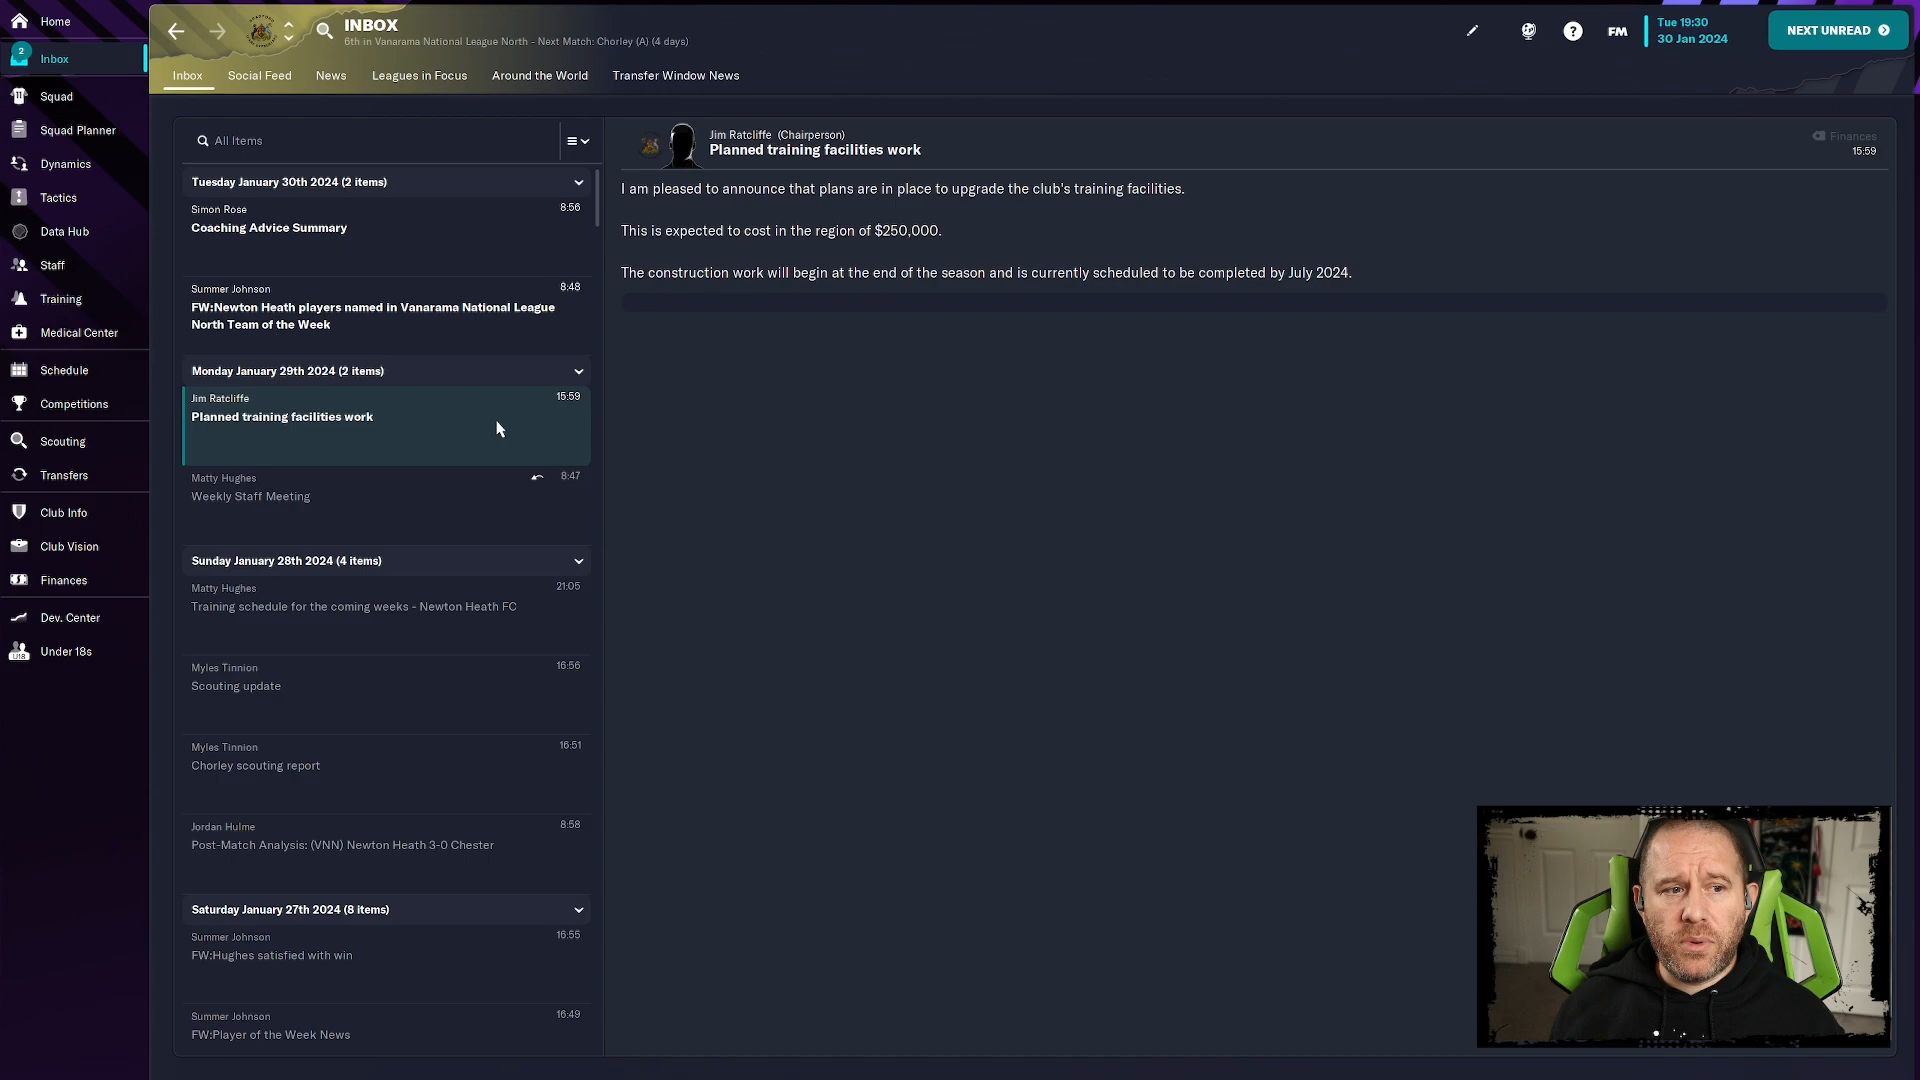 Home
2
Inbox
Squad
Squad Planner
Dynamics
Tactics
Data Hub
Staff
Training
Medical Center
Schedule
Competitions
Scouting
Transfers
Club Info
Club Vision
Finances
Dev. Center
U18
Under 18s
INBOX
6th in Vanarama National League North - Next Match: Chorley (A) (4 days)
FM
Tue 19:30
30 Jan 2024
NEXT UNREAD
Inbox
Social Feed
News
Leagues in Focus
Around the World
Transfer Window News
All Items
Tuesday January 30th 2024 (2 items)
Simon Rose 8:56
Coaching Advice Summary
Summer Johnson 8:48
FW:Newton Heath players named in Vanarama National League
North Team of the Week
Monday January 29th 2024 (2 items)
Jim Ratcliffe 15:59
Planned training facilities work
Matty Hughes 8:47
Weekly Staff Meeting
Sunday January 28th 2024 (4 items)
Matty Hughes 21:05
Training schedule for the coming weeks - Newton Heath FC
Myles Tinnion 16:56
Scouting update
Myles Tinnion 16:51
Chorley scouting report
Jordan Hulme 8:58
Post-Match Analysis: (VNN) Newton Heath 3-0 Chester
Saturday January 27th 2024 (8 items)
Summer Johnson 16:55
FW:Hughes satisfied with win
Summer Johnson 16:49
FW:Player of the Week News
Jim Ratcliffe (Chairperson)
Planned training facilities work
Finances
15:59
I am pleased to announce that plans are in place to upgrade the club's training facilities.
This is expected to cost in the region of $250,000.
The construction work will begin at the end of the season and is currently scheduled to be completed by July 2024.